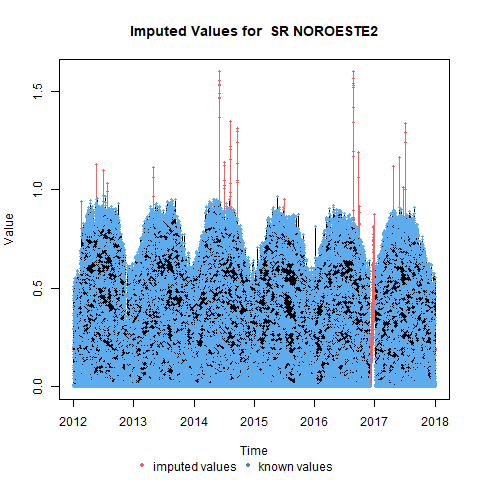 Imputed Values for SR NOROESTE2
Value
1.5
1.0
0.5
0.0
2012 2013 2014 2015 2016 2017 2018
Time
imputed values known values